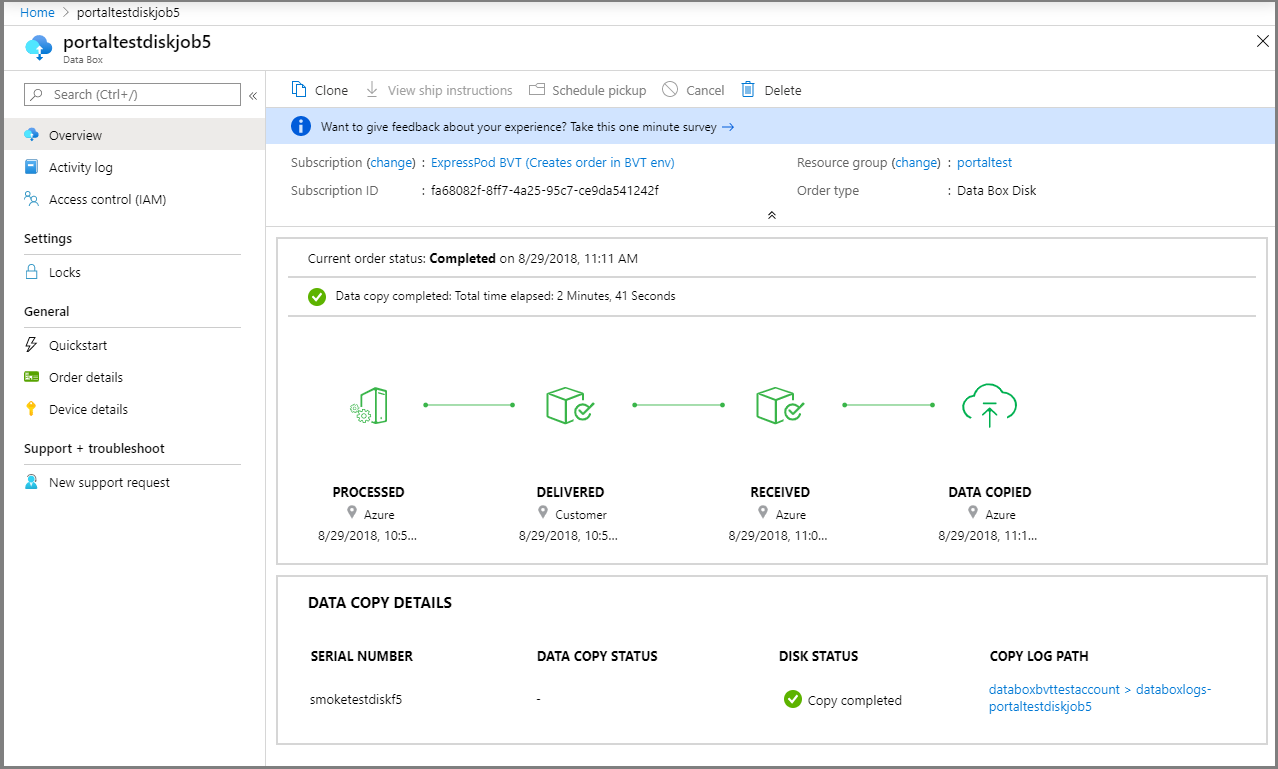 Home > portaltestdiskjob5
portaltestdiskjob5
Data Box
Search (Ctrl+/)
«
Overview
Activity log
Access control (IAM)
Settings
Locks
General
Quickstart
Order details
Device details
Support + troubleshoot
New support request
Clone View ship instructions Schedule pickup Cancel Delete
Want to give feedback about your experience? Take this one minute survey →
Subscription (change) : ExpressPod BVT (Creates order in BVT env) Resource group (change) : portaltest
Subscription ID : fa68082f-8ff7-4a25-95c7-ce9da541242f Order type : Data Box Disk
Current order status: Completed on 8/29/2018, 11:11 AM
Data copy completed: Total time elapsed: 2 Minutes, 41 Seconds
PROCESSED DELIVERED RECEIVED DATA COPIED
Azure Customer Azure Azure
8/29/2018, 10:5... 8/29/2018, 10:5... 8/29/2018, 11:0... 8/29/2018, 11:1...
DATA COPY DETAILS
SERIAL NUMBER DATA COPY STATUS DISK STATUS COPY LOG PATH
smoketestdiskf5 - Copy completed databoxbvttestaccount > databoxlogs-
portaltestdiskjob5